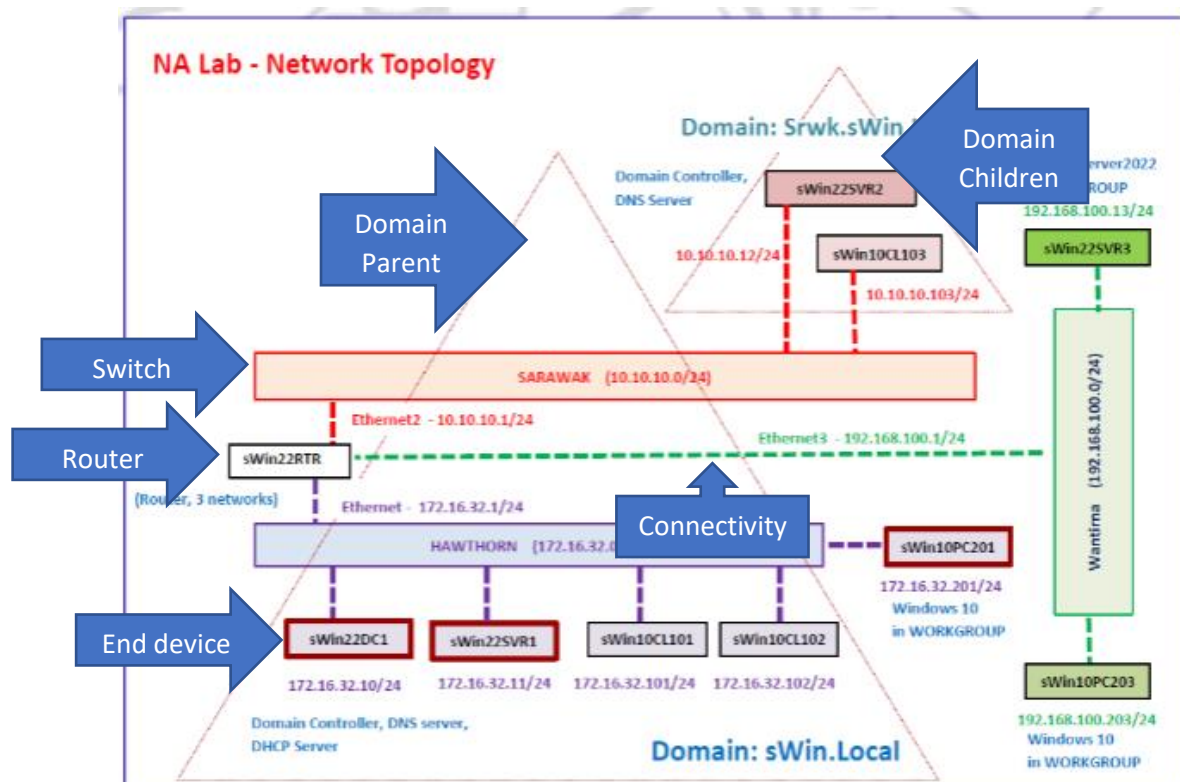 NA Lab - Network Topology
Domain: Srwk.sWin.
Domain
Children
Domain Controller,
DNS Server
sWin22SVR2
erver2022
GROUP
192.168.100.13/24
Domain
Parent
10.10.10.12/24
sWin10CL103
sWin22SVR3
10.10.10.103/24
Switch
SARAWAK (10.10.10.0/24)
Wantirna (192.168.100.0/24)
Ethernet2 - 10.10.10.1/24
Router
sWin22RTR
Ethernet3 - 192.168.100.1/24
(Router, 3 networks)
Ethernet - 172.16.32.1/24
Connectivity
HAWTHORN (172.16.32.0
sWin10PC201
172.16.32.201/24
Windows 10
in WORKGROUP
End device
sWin22DC1
sWin22SVR1
sWin10CL101
sWin10CL102
172.16.32.10/24
172.16.32.11/24
172.16.32.101/24
172.16.32.102/24
sWin10PC203
192.168.100.203/24
Windows 10
in WORKGROUP
Domain Controller, DNS server,
DHCP Server
Domain: sWin.Local